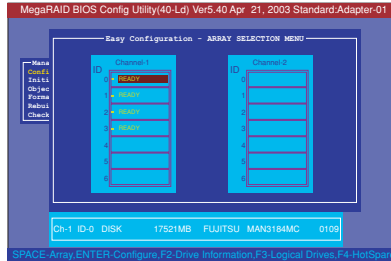 MegaRAID BIOS Config Utility(40-Ld) Ver5.40 Apr 21, 2003 Standard:Adapter-01
Easy Configuration - ARRAY SELECTION MENU
Mana
Confi
Initi
Objec
Forma
Rebui
Check
ID
Channel-1
0 READY
1 READY
2 READY
3 READY
4
5
6
ID
Channel-2
0
1
2
3
4
5
6
Ch-1 ID-0 DISK 17521MB FUJITSU MAN3184MC 0109
SPACE-Array,ENTER-Configure,F2-Drive Information,F3-Logical Drives,F4-HotSpar